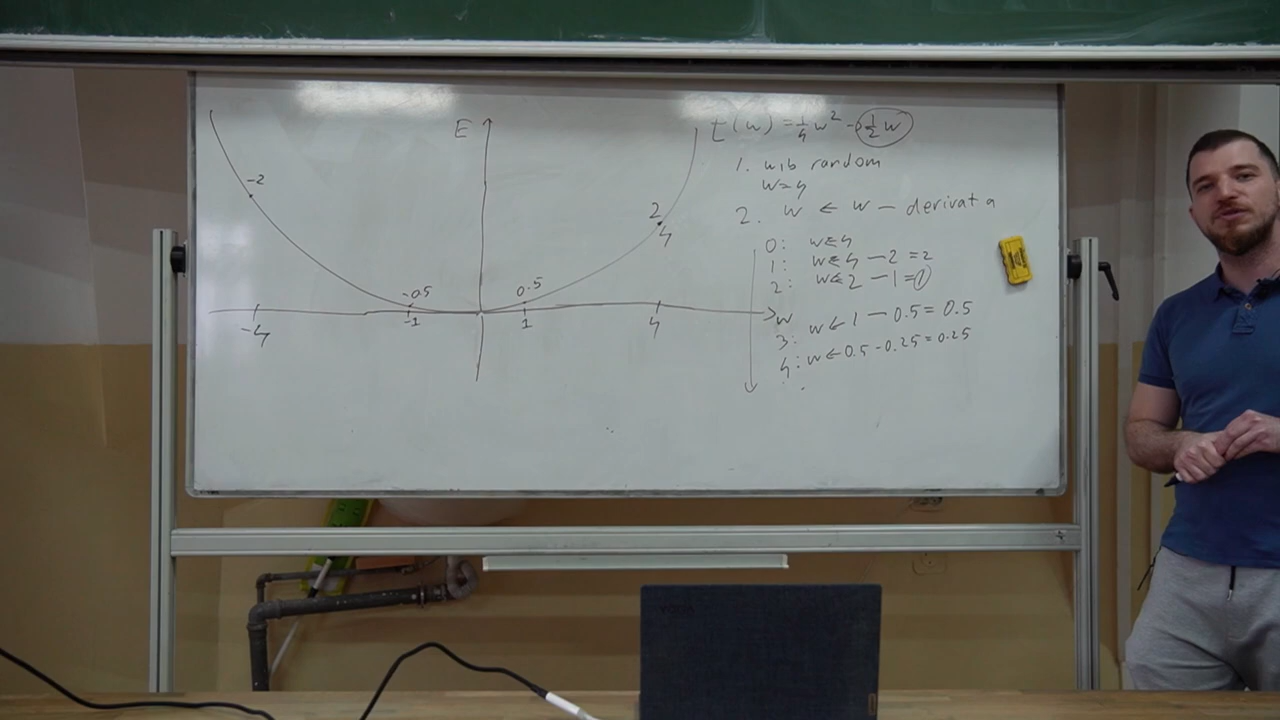 E
-2
2
4
-0.5
0.5
-4
-1
1
4
w
E(w) = 1/4 w² → 1/2 w
1. w,b random
w=4
2. w ← w - derivata
0: w ← 4
1: w ← 4 - 2 = 2
2: w ← 2 - 1 = 1
3: w ← 1 - 0.5 = 0.5
4: w ← 0.5 - 0.25 = 0.25
YOGA